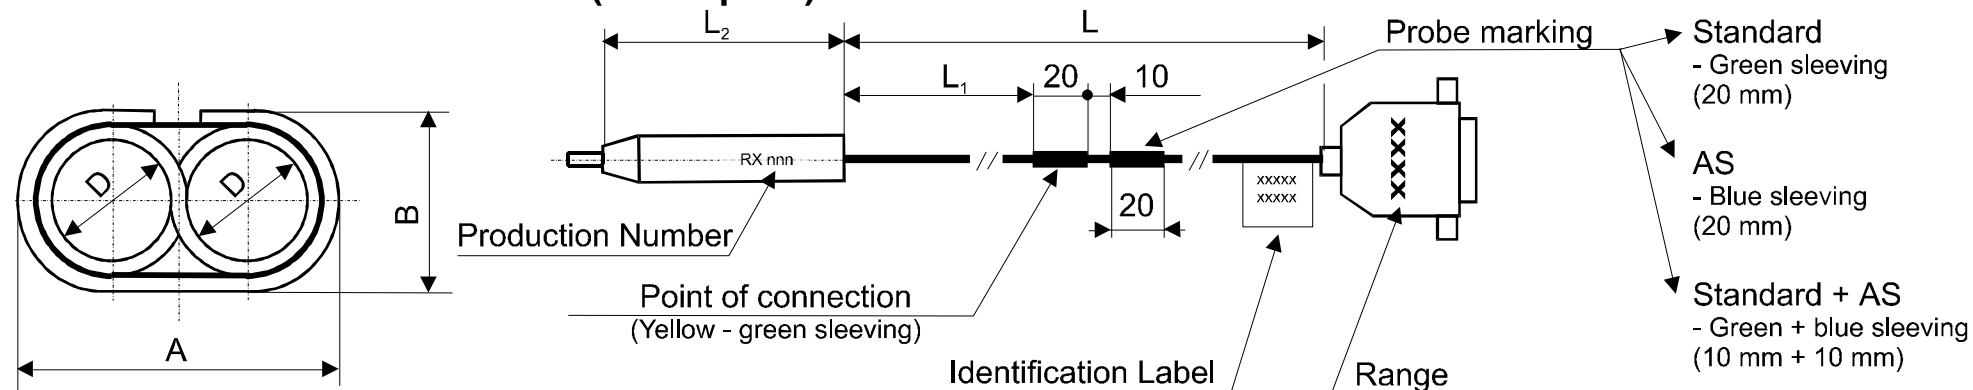 L2
L
Probe marking
Standard
- Green sleeving
(20 mm)
L1
20
10
AS
- Blue sleeving
(20 mm)
Standard + AS
- Green + blue sleeving
(10 mm + 10 mm)
RX nnn
XXXX
xxxxx
xxxxx
20
D
D
B
A
Production Number
Point of connection
(Yellow - green sleeving)
Identification Label
Range